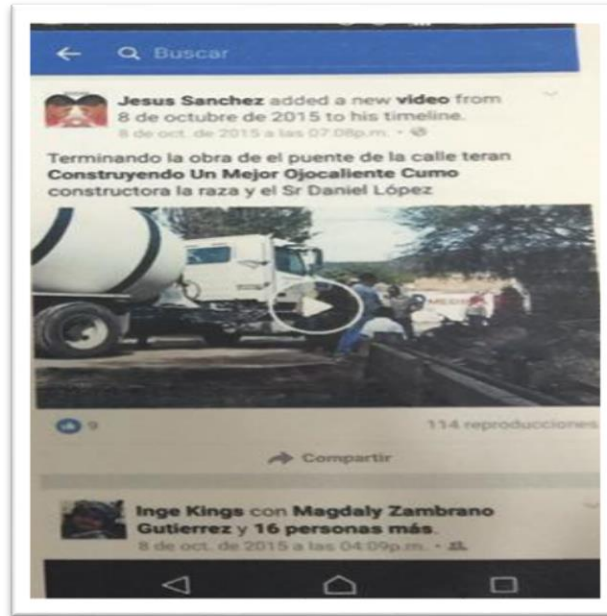 Buscar
Jesus Sanchez added a new video from
8 de octubre de 2015 to his timeline.
8 de oct. de 2015 a las 07:08p.m. •
Terminando la obra de el puente de la calle teran
Construyendo Un Mejor Ojocaliente Cumo
constructora la raza y el Sr Daniel López
9
114 reproducciones
Compartir
Inge Kings con Magdaly Zambrano
Gutierrez y 16 personas más.
8 de oct. de 2015 a las 04:09p.m. •